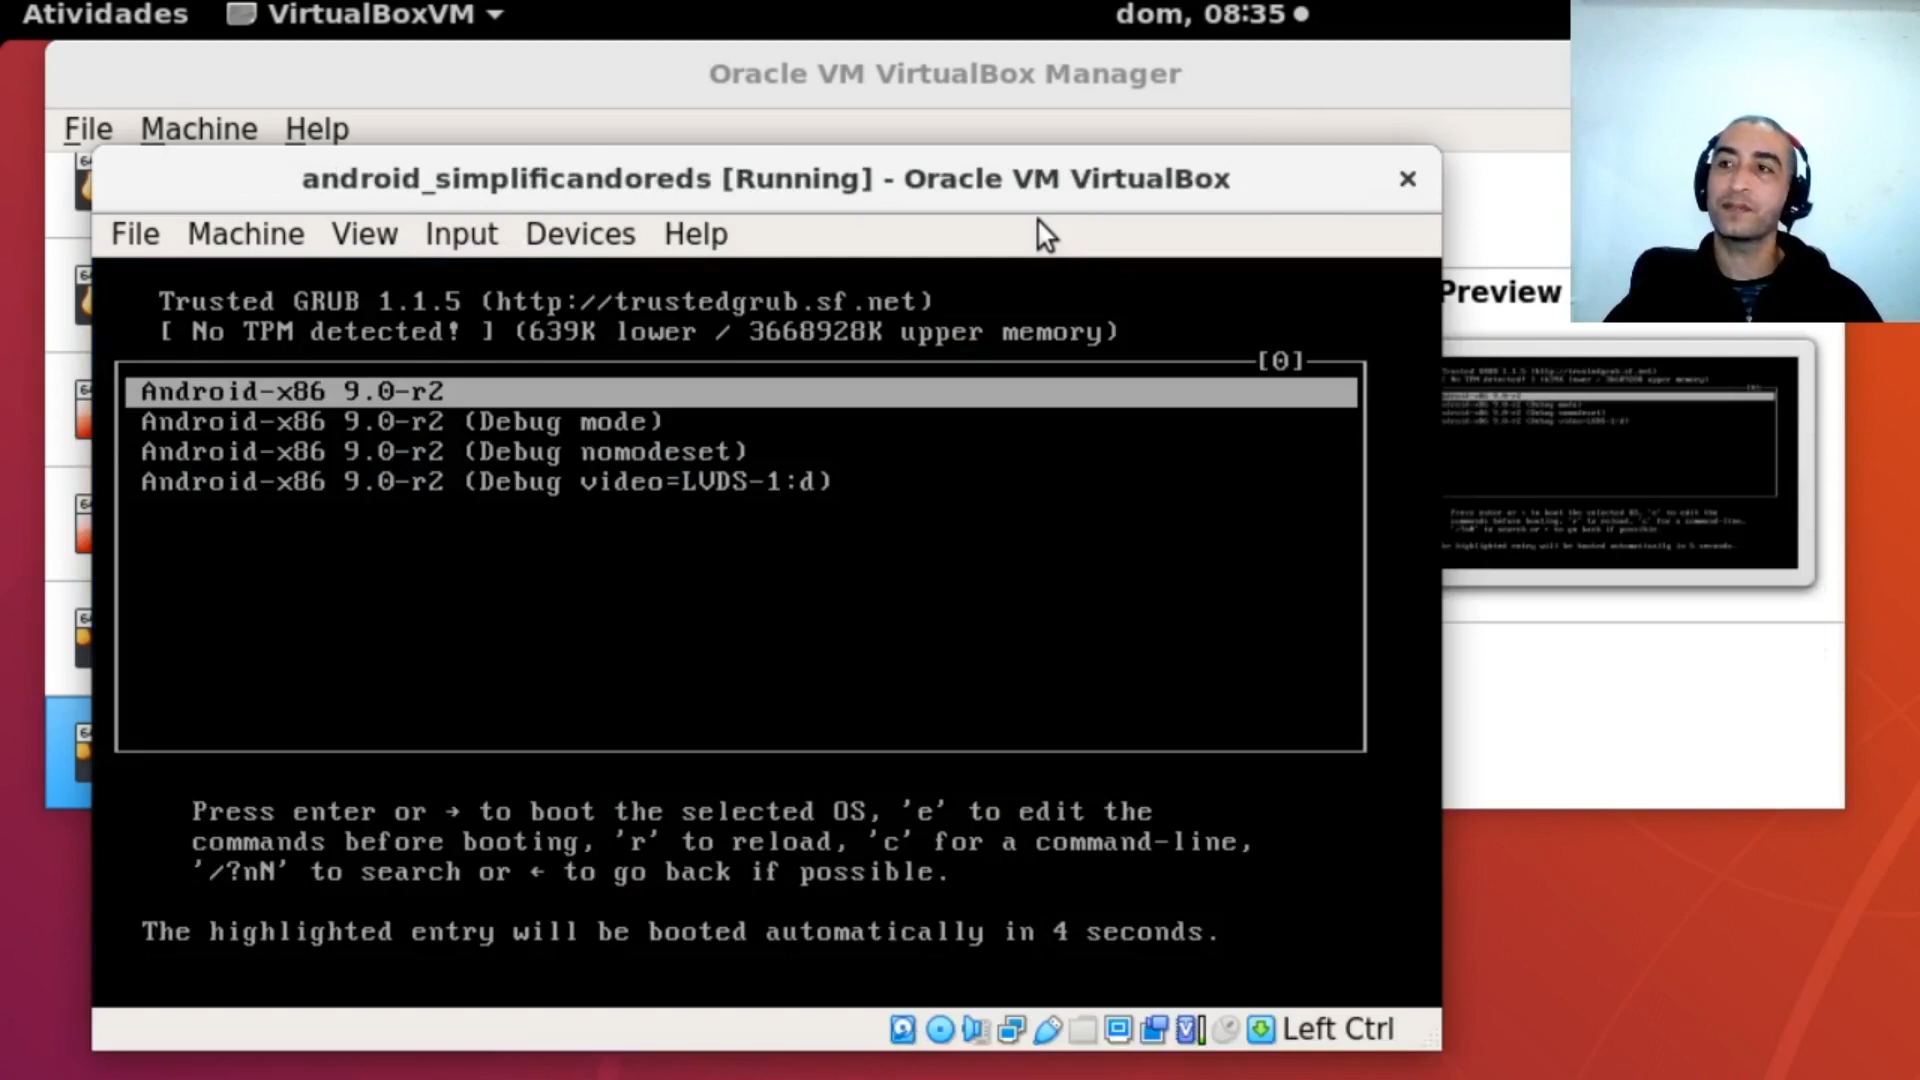 Atividades
VirtualBoxVM
dom, 08:35
Oracle VM VirtualBox Manager
File Machine Help
android_simplificandoreds [Running] - Oracle VM VirtualBox
File Machine View Input Devices Help
Preview
Trusted GRUB 1.1.5 (http://trustedgrub.sf.net)
[ No TPM detected! ] (639K lower / 3668928K upper memory)
[0]
Android-x86 9.0-r2
Android-x86 9.0-r2 (Debug mode)
Android-x86 9.0-r2 (Debug nomodeset)
Android-x86 9.0-r2 (Debug video=LVDS-1:d)
Press enter or → to boot the selected OS, 'e' to edit the
commands before booting, 'r' to reload, 'c' for a command-line,
'/?nN' to search or ← to go back if possible.
The highlighted entry will be booted automatically in 4 seconds.
Left Ctrl